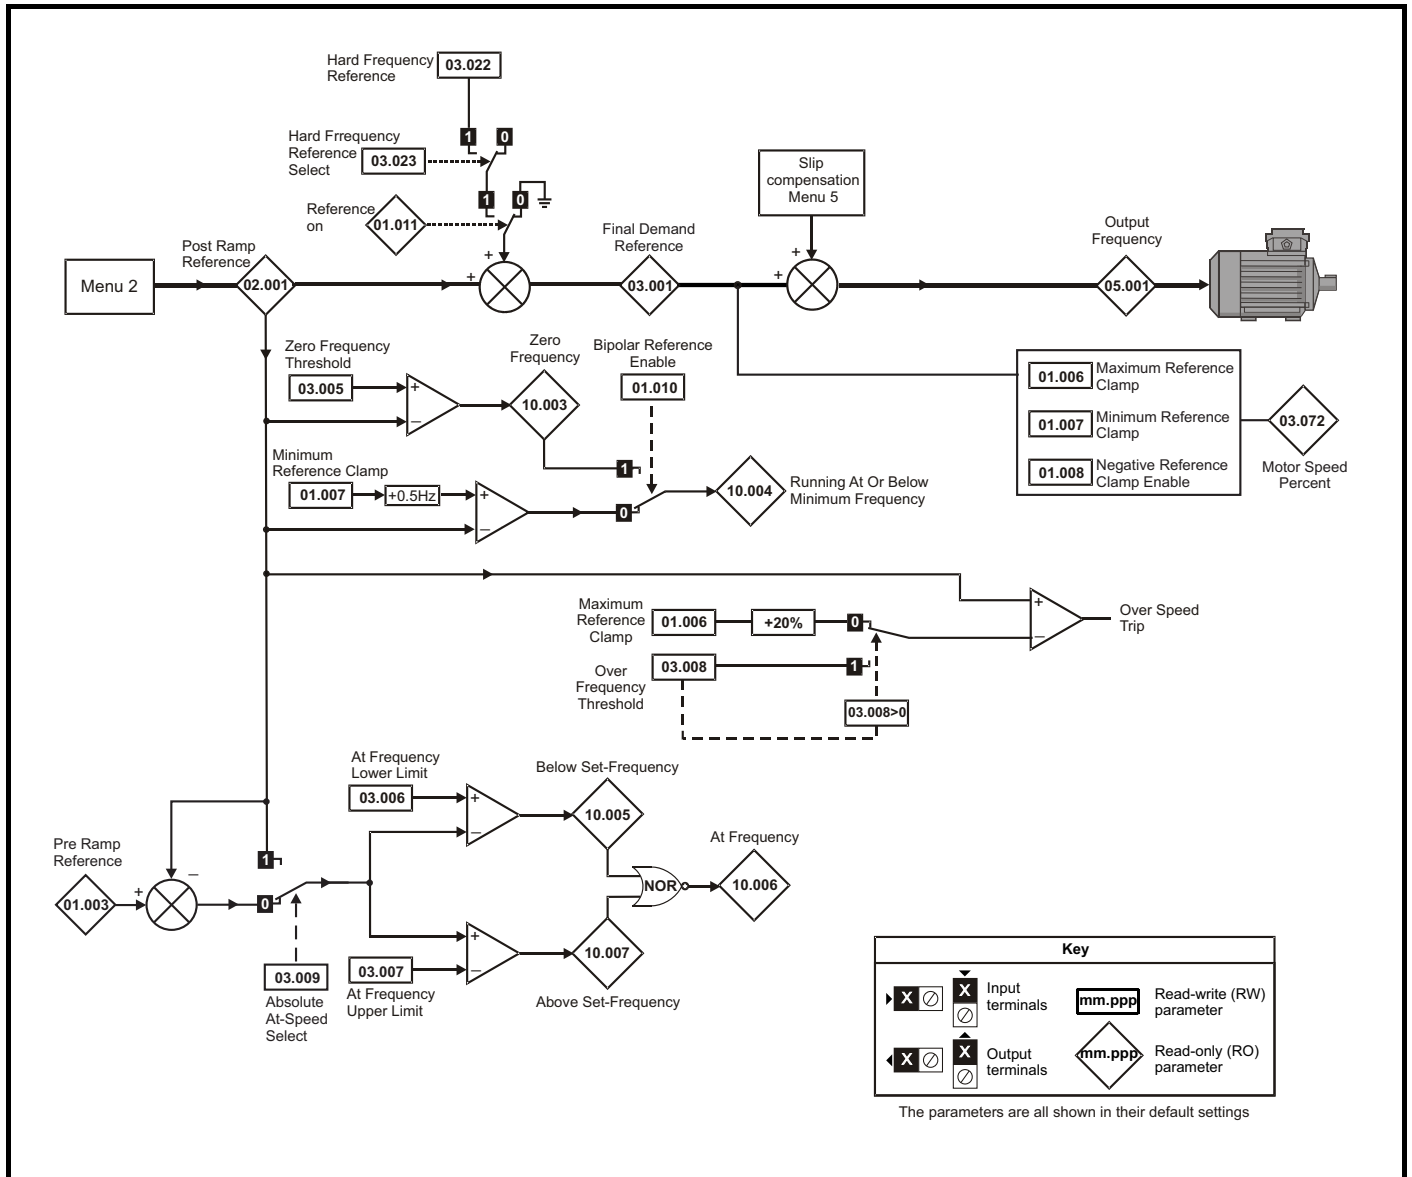 Hard Frequency
Reference
03.022
1 0
Hard Frrequency
Reference
Select
03.023
1 0
Reference
on
01.011
Slip
compensation
Menu 5
Post Ramp
Reference
Final Demand
Reference
Output
Frequency
Menu 2
02.001
+
+
03.001
+
+
05.001
Zero Frequency
Threshold
03.005
+
–
Zero
Frequency
10.003
Bipolar Reference
Enable
01.010
1
0
Minimum
Reference Clamp
01.007
+0.5Hz
+
–
10.004
Running At Or Below
Minimum Frequency
01.006
Maximum Reference
Clamp
01.007
Minimum Reference
Clamp
01.008
Negative Reference
Clamp Enable
03.072
Motor Speed
Percent
Maximum
Reference
Clamp
01.006
+20%
0
+
–
Over Speed
Trip
Over
Frequency
Threshold
03.008
1
03.008>0
At Frequency
Lower Limit
03.006
+
–
Below Set-Frequency
10.005
Pre Ramp
Reference
01.003
+
–
1
0
03.009
Absolute
At-Speed
Select
03.007
At Frequency
Upper Limit
+
–
10.007
Above Set-Frequency
NOR
At Frequency
10.006
Key
X
X
Input
terminals
mm.ppp
Read-write (RW)
parameter
X
X
Output
terminals
mm.ppp
Read-only (RO)
parameter
The parameters are all shown in their default settings